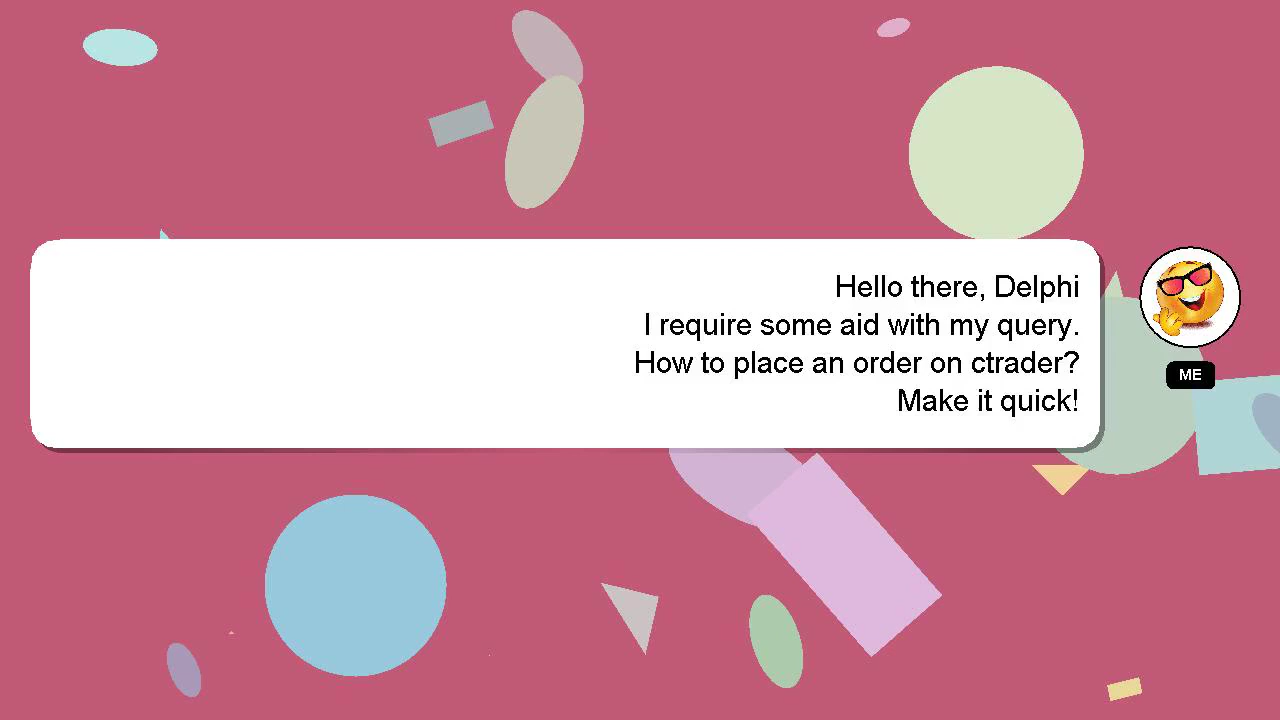 Hello there, Delphi
I require some aid with my query.
How to place an order on ctrader?
Make it quick!
ME